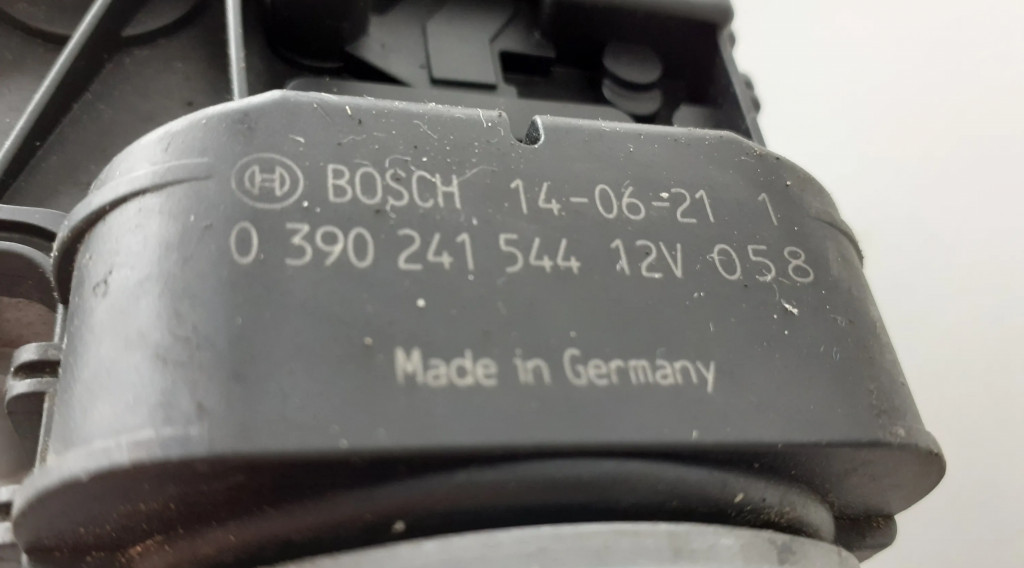 BOSCH 14-06-21 1
0 390 241 544 12V 058
Made in Germany